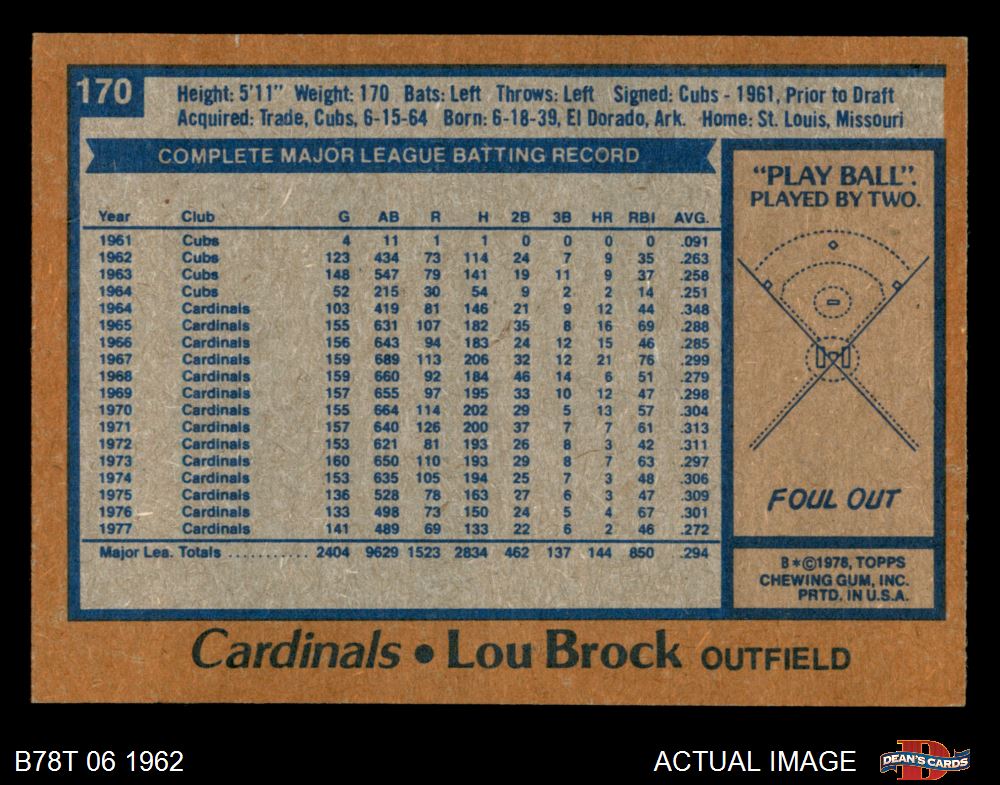 170
Height: 5'11" Weight: 170 Bats: Left Throws: Left Signed: Cubs - 1961, Prior to Draft
Acquired: Trade, Cubs, 6-15-64 Born: 6-18-39, El Dorado, Ark. Home: St. Louis, Missouri
COMPLETE MAJOR LEAGUE BATTING RECORD
Year Club G AB R H 2B 3B HR RBI AVG.
1961 Cubs 4 11 1 1 0 0 0 0 .091
1962 Cubs 123 434 73 114 24 7 9 35 .263
1963 Cubs 148 547 79 141 19 11 9 37 .258
1964 Cubs 52 215 30 54 9 2 2 14 .251
1964 Cardinals 103 419 81 146 21 9 12 44 .348
1965 Cardinals 155 631 107 182 35 8 16 69 .288
1966 Cardinals 156 643 94 183 24 12 15 46 .285
1967 Cardinals 159 689 113 206 32 12 21 76 .299
1968 Cardinals 159 660 92 184 46 14 6 51 .279
1969 Cardinals 157 655 97 195 33 10 12 47 .298
1970 Cardinals 155 664 114 202 29 5 13 57 .304
1971 Cardinals 157 640 126 200 37 7 7 61 .313
1972 Cardinals 153 621 81 193 26 8 3 42 .311
1973 Cardinals 160 650 110 193 29 8 7 63 .297
1974 Cardinals 153 635 105 194 25 7 3 48 .306
1975 Cardinals 136 528 78 163 27 6 3 47 .309
1976 Cardinals 133 498 73 150 24 5 4 67 .301
1977 Cardinals 141 489 69 133 22 6 2 46 .272
Major Lea. Totals ........... 2404 9629 1523 2834 462 137 144 850 .294
"PLAY BALL".
PLAYED BY TWO.
FOUL OUT
B*©1978, TOPPS
CHEWING GUM, INC.
PRTD. IN U.S.A.
Cardinals • Lou Brock OUTFIELD
B78T 06 1962
ACTUAL IMAGE
DEAN'S CARDS